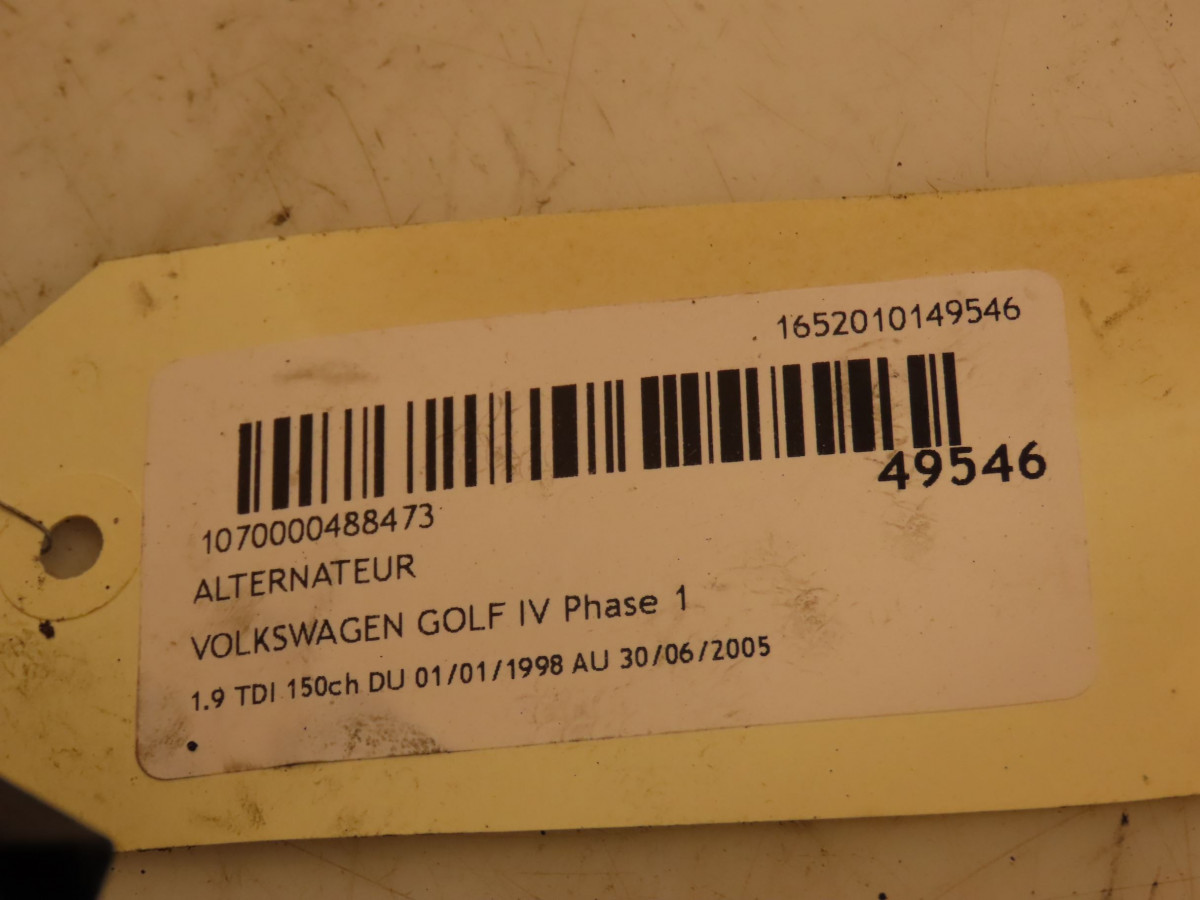 1652010149546
49546
1070000488473
ALTERNATEUR
VOLKSWAGEN GOLF IV Phase 1
1.9 TDI 150ch DU 01/01/1998 AU 30/06/2005